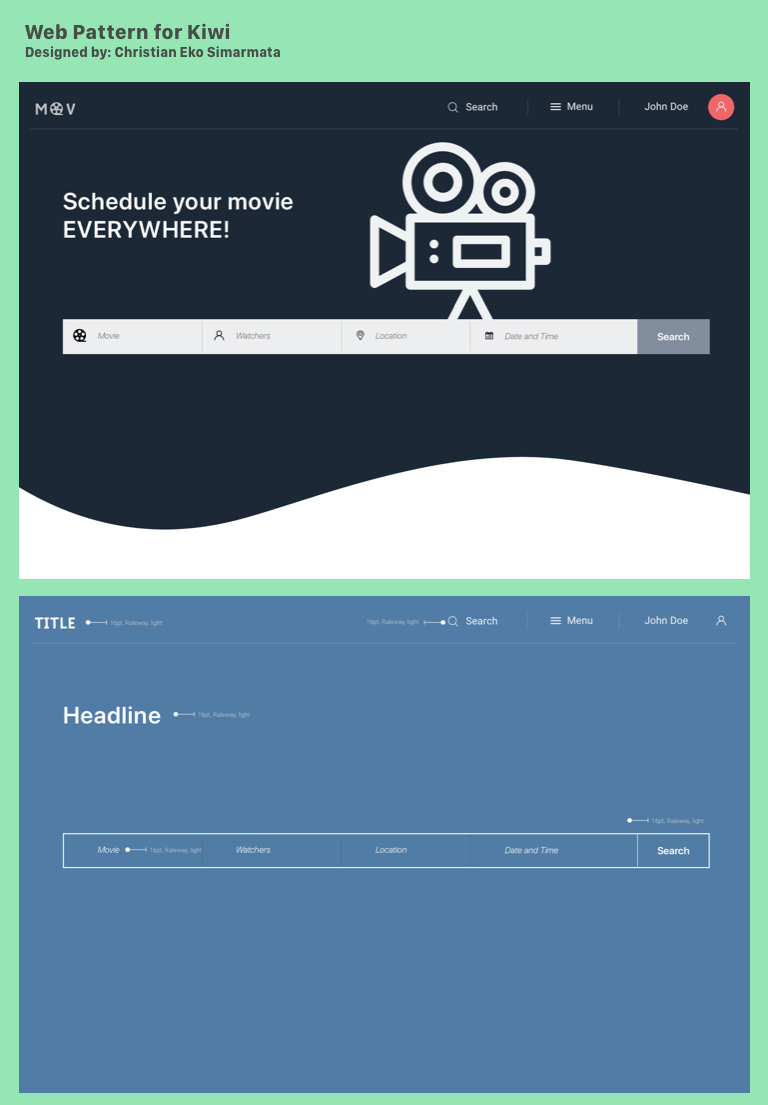 Web Pattern for Kiwi
Designed by: Christian Eko Simarmata
MOV
Search
Menu
John Doe
Schedule your movie
EVERYWHERE!
Movie
Watchers
Location
Date and Time
Search
TITLE
16pt, Raleway, light
16pt, Raleway, light
Search
Menu
John Doe
Headline
16pt, Raleway, light
16pt, Raleway, light
Movie
16pt, Raleway, light
Watchers
Location
Date and Time
Search